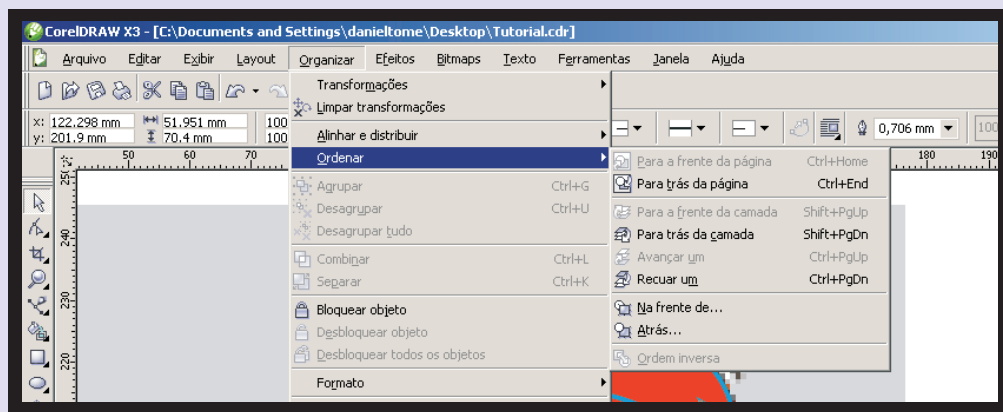 CorelDRAW X3 - [C:\Documents and Settings\danieltome\Desktop\Tutorial.cdr]
Arquivo Editar Exibir Layout Organizar Efeitos Bitmaps Texto Ferramentas Janela Ajuda
x: 122.298 mm 51.951 mm 100
y: 201.9 mm 70.4 mm 100
0,706 mm 100
50 60 70 180 190
250
240
230
220
Transformações
Limpar transformações
Alinhar e distribuir
Ordenar
Agrupar Ctrl+G
Desagrupar Ctrl+U
Desagrupar tudo
Combinar Ctrl+L
Separar Ctrl+K
Bloquear objeto
Desbloquear objeto
Desbloquear todos os objetos
Formato
Para a frente da página Ctrl+Home
Para trás da página Ctrl+End
Para a frente da camada Shift+PgUp
Para trás da camada Shift+PgDn
Avançar um Ctrl+PgUp
Recuar um Ctrl+PgDn
Na frente de...
Atrás...
Ordem inversa